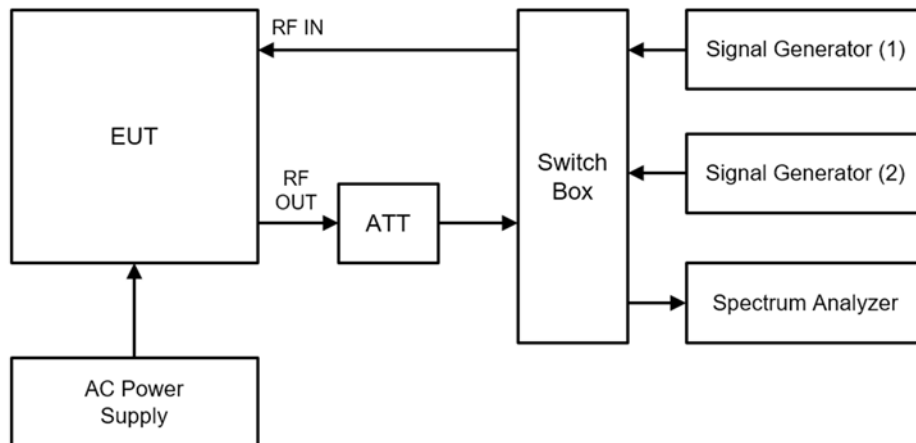 RF IN
Signal Generator (1)
EUT
Switch
Box
Signal Generator (2)
RF
OUT
ATT
Spectrum Analyzer
AC Power
Supply